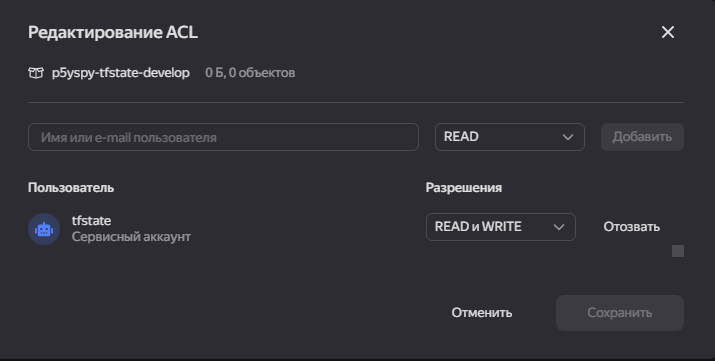 Редактирование ACL
p5yspy-tfstate-develop 0 Б, 0 объектов
Имя или e-mail пользователя READ Добавить
Пользователь Разрешения
tfstate
Сервисный аккаунт
READ и WRITE Отозвать
Отменить Сохранить